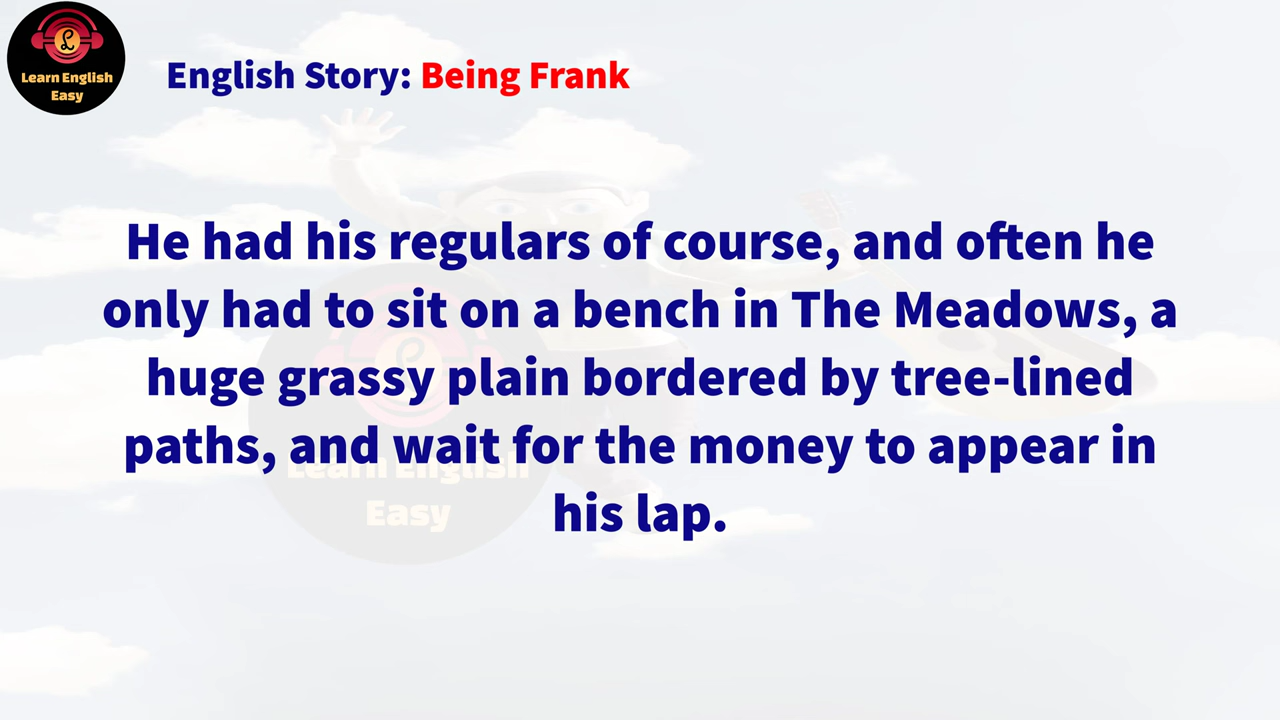 Learn English
Easy
English Story: Being Frank
He had his regulars of course, and often he
only had to sit on a bench in The Meadows, a
huge grassy plain bordered by tree-lined
paths, and wait for the money to appear in
his lap.
Learn English
Easy